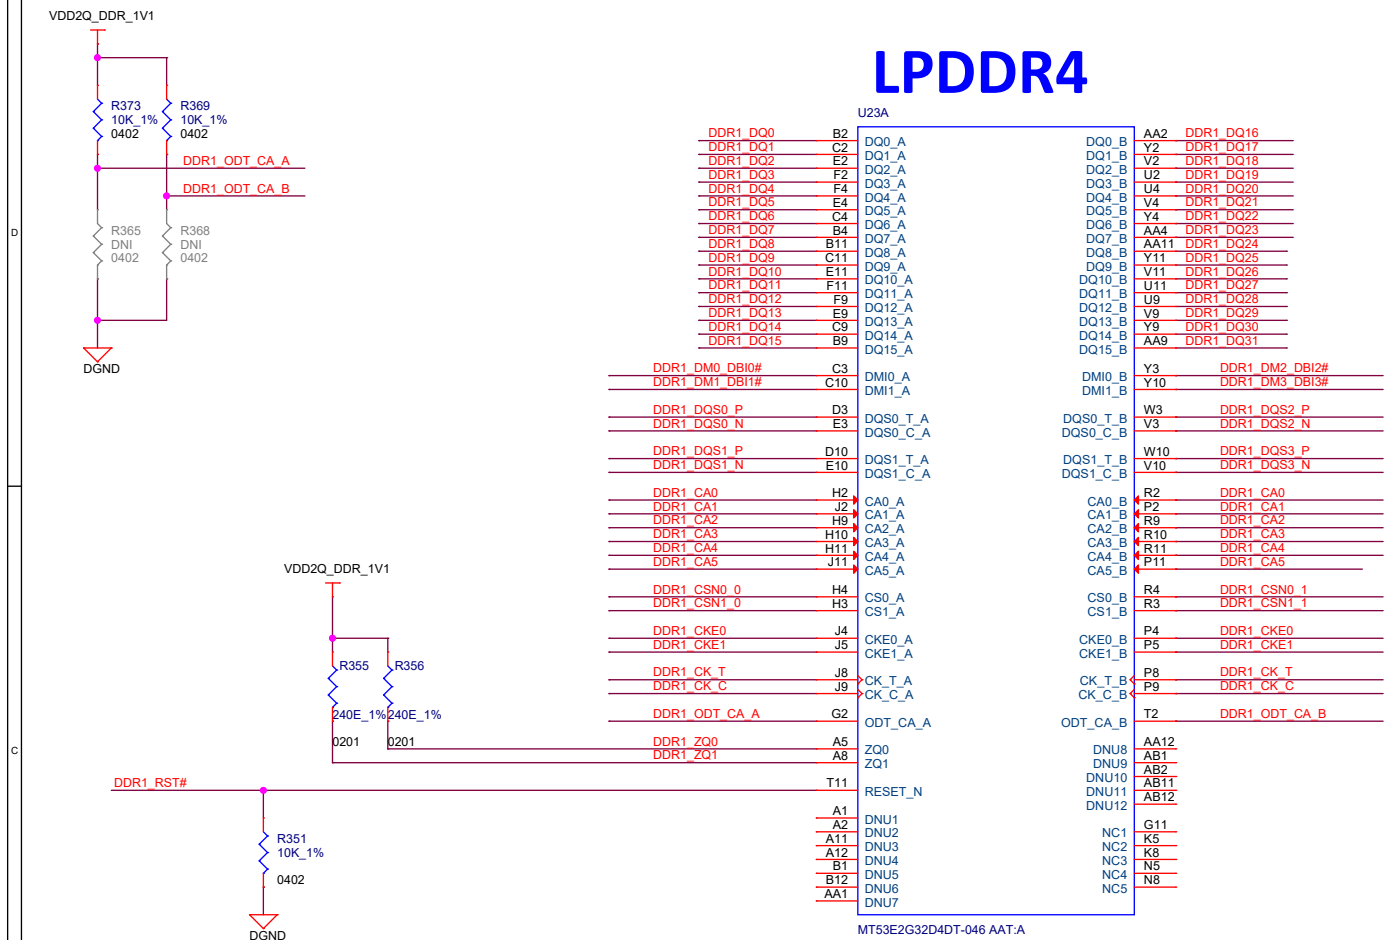 VDD2Q_DDR_1V1
R373
10K_1%
0402
R369
10K_1%
0402
DDR1_ODT_CA_A
DDR1_ODT_CA_B
R365
DNI
0402
R368
DNI
0402
DGND
D
C
LPDDR4
U23A
DDR1_DQ0 B2 DQ0_A DQ0_B AA2 DDR1_DQ16
DDR1_DQ1 C2 DQ1_A DQ1_B Y2 DDR1_DQ17
DDR1_DQ2 E2 DQ2_A DQ2_B V2 DDR1_DQ18
DDR1_DQ3 F2 DQ3_A DQ3_B U2 DDR1_DQ19
DDR1_DQ4 F4 DQ4_A DQ4_B U4 DDR1_DQ20
DDR1_DQ5 E4 DQ5_A DQ5_B V4 DDR1_DQ21
DDR1_DQ6 C4 DQ6_A DQ6_B Y4 DDR1_DQ22
DDR1_DQ7 B4 DQ7_A DQ7_B AA4 DDR1_DQ23
DDR1_DQ8 B11 DQ8_A DQ8_B AA11 DDR1_DQ24
DDR1_DQ9 C11 DQ9_A DQ9_B Y11 DDR1_DQ25
DDR1_DQ10 E11 DQ10_A DQ10_B V11 DDR1_DQ26
DDR1_DQ11 F11 DQ11_A DQ11_B U11 DDR1_DQ27
DDR1_DQ12 F9 DQ12_A DQ12_B U9 DDR1_DQ28
DDR1_DQ13 E9 DQ13_A DQ13_B V9 DDR1_DQ29
DDR1_DQ14 C9 DQ14_A DQ14_B Y9 DDR1_DQ30
DDR1_DQ15 B9 DQ15_A DQ15_B AA9 DDR1_DQ31
DDR1_DM0_DBI0# C3 DMI0_A DMI0_B Y3 DDR1_DM2_DBI2#
DDR1_DM1_DBI1# C10 DMI1_A DMI1_B Y10 DDR1_DM3_DBI3#
DDR1_DQS0_P D3 DQS0_T_A DQS0_T_B W3 DDR1_DQS2_P
DDR1_DQS0_N E3 DQS0_C_A DQS0_C_B V3 DDR1_DQS2_N
DDR1_DQS1_P D10 DQS1_T_A DQS1_T_B W10 DDR1_DQS3_P
DDR1_DQS1_N E10 DQS1_C_A DQS1_C_B V10 DDR1_DQS3_N
DDR1_CA0 H2 CA0_A CA0_B R2 DDR1_CA0
DDR1_CA1 J2 CA1_A CA1_B P2 DDR1_CA1
DDR1_CA2 H9 CA2_A CA2_B R9 DDR1_CA2
DDR1_CA3 H10 CA3_A CA3_B R10 DDR1_CA3
DDR1_CA4 H11 CA4_A CA4_B R11 DDR1_CA4
DDR1_CA5 J11 CA5_A CA5_B P11 DDR1_CA5
DDR1_CSN0_0 H4 CS0_A CS0_B R4 DDR1_CSN0_1
DDR1_CSN1_0 H3 CS1_A CS1_B R3 DDR1_CSN1_1
DDR1_CKE0 J4 CKE0_A CKE0_B P4 DDR1_CKE0
DDR1_CKE1 J5 CKE1_A CKE1_B P5 DDR1_CKE1
DDR1_CK_T J8 CK_T_A CK_T_B P8 DDR1_CK_T
DDR1_CK_C J9 CK_C_A CK_C_B P9 DDR1_CK_C
DDR1_ODT_CA_A G2 ODT_CA_A ODT_CA_B T2 DDR1_ODT_CA_B
DDR1_ZQ0 A5 ZQ0 DNU8 AA12
DDR1_ZQ1 A8 ZQ1 DNU9 AB1
DNU10 AB2
DDR1_RST# T11 RESET_N DNU11 AB11
DNU12 AB12
A1 DNU1 NC1 G11
A2 DNU2 NC2 K5
A11 DNU3 NC3 K8
A12 DNU4 NC4 N5
B1 DNU5 NC5 N8
B12 DNU6
AA1 DNU7
MT53E2G32D4DT-046 AAT:A
VDD2Q_DDR_1V1
R355
240E_1%
0201
R356
240E_1%
0201
R351
10K_1%
0402
DGND